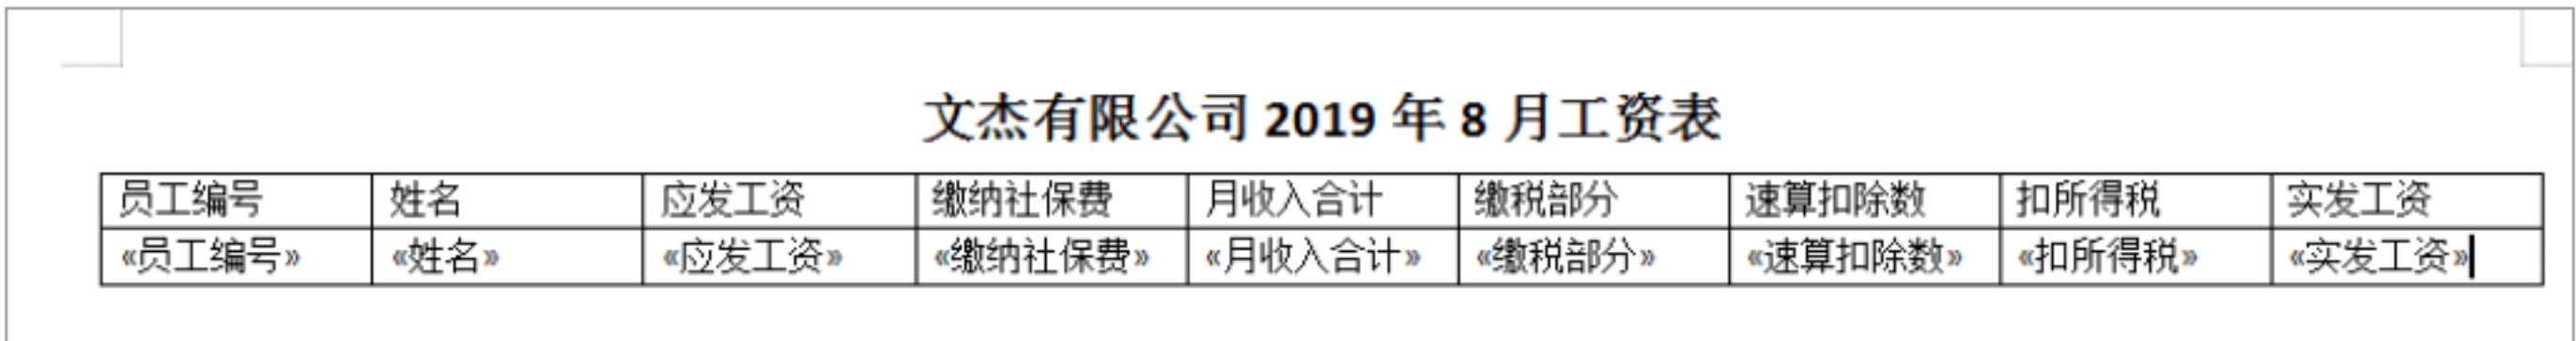 文杰有限公司 2019 年 8 月工资表
员工编号 姓名 应发工资 缴纳社保费 月收入合计 缴税部分 速算扣除数 扣所得税 实发工资
«员工编号» «姓名» «应发工资» «缴纳社保费» «月收入合计» «缴税部分» «速算扣除数» «扣所得税» «实发工资»